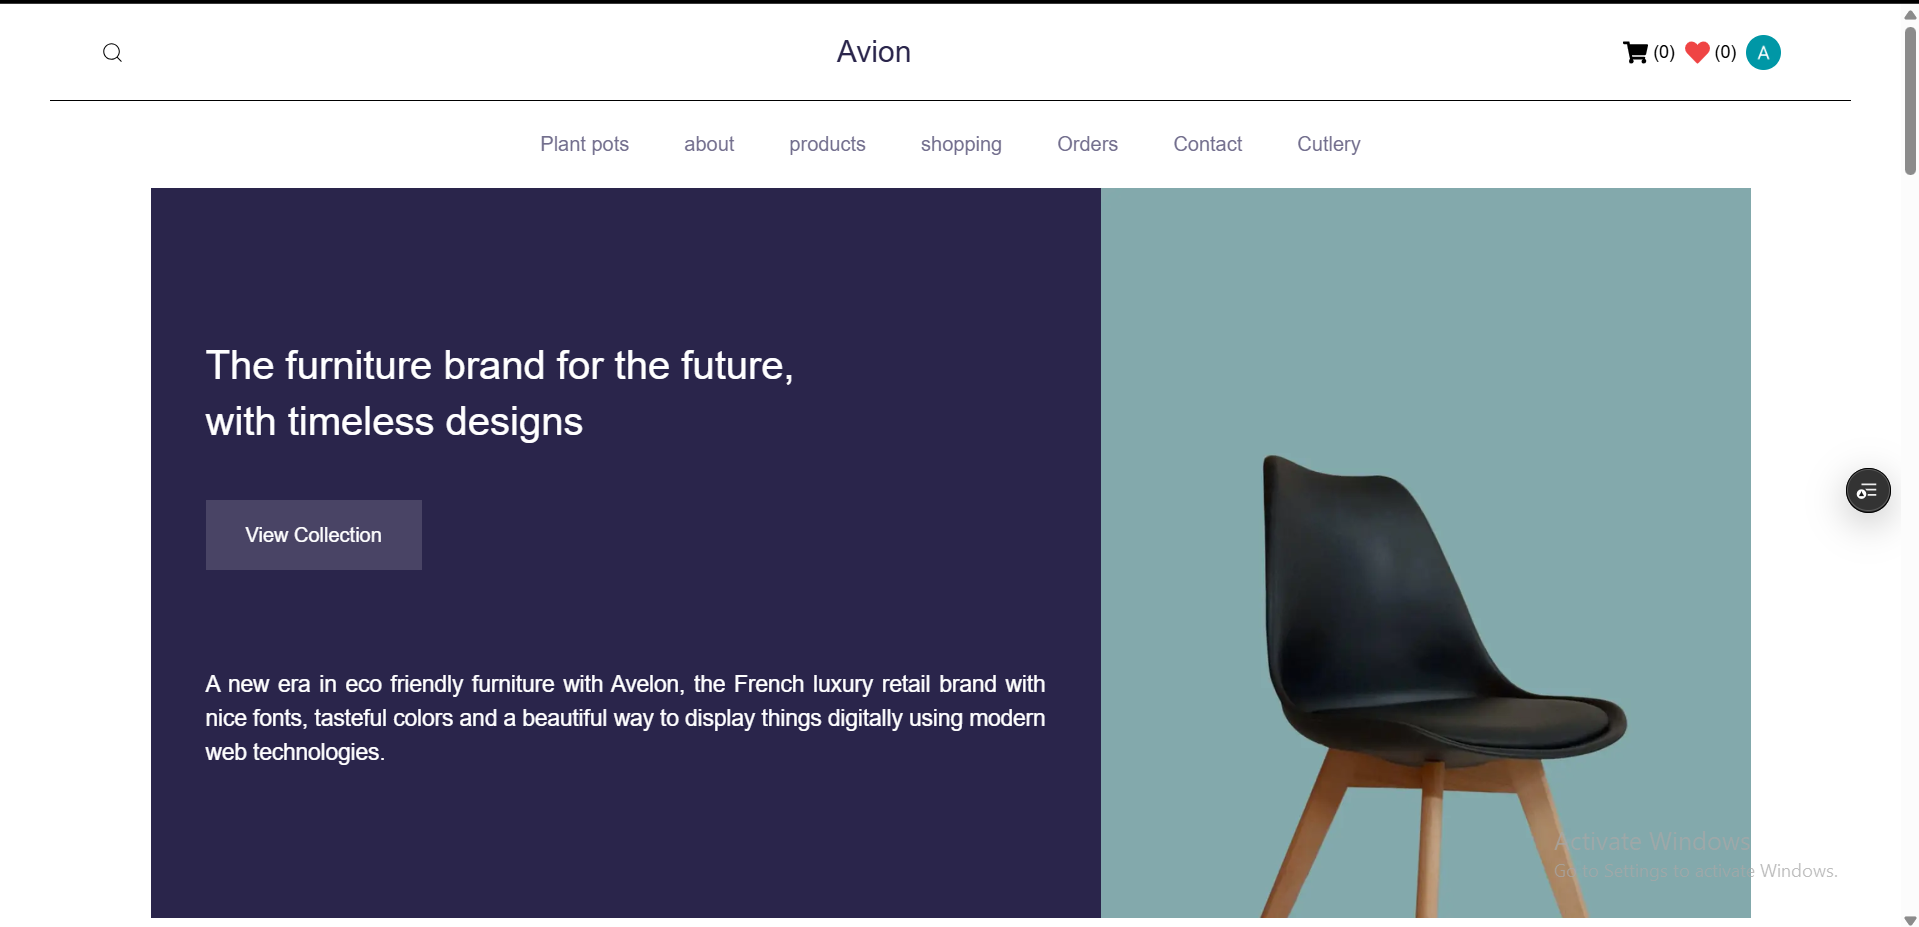 Avion
(0)
(0)
A
Plant pots
about
products
shopping
Orders
Contact
Cutlery
The furniture brand for the future,
with timeless designs
View Collection
A new era in eco friendly furniture with Avelon, the French luxury retail brand with
nice fonts, tasteful colors and a beautiful way to display things digitally using modern
web technologies.
Activate Windows
Go to Settings to activate Windows.